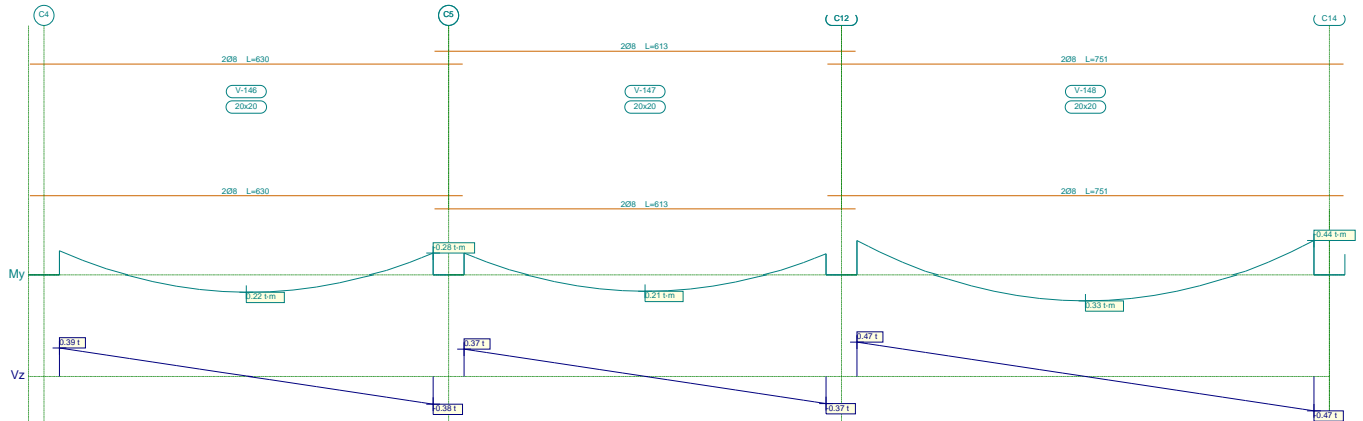 C4
C5
C12
C14
2Ø8 L=613
2Ø8 L=630
2Ø8 L=751
V-146
V-147
V-148
20x20
20x20
20x20
2Ø8 L=630
2Ø8 L=751
2Ø8 L=613
My
-0.28 t·m
-0.44 t·m
0.22 t·m
0.21 t·m
0.33 t·m
Vz
0.39 t
0.37 t
0.47 t
-0.38 t
-0.37 t
-0.47 t